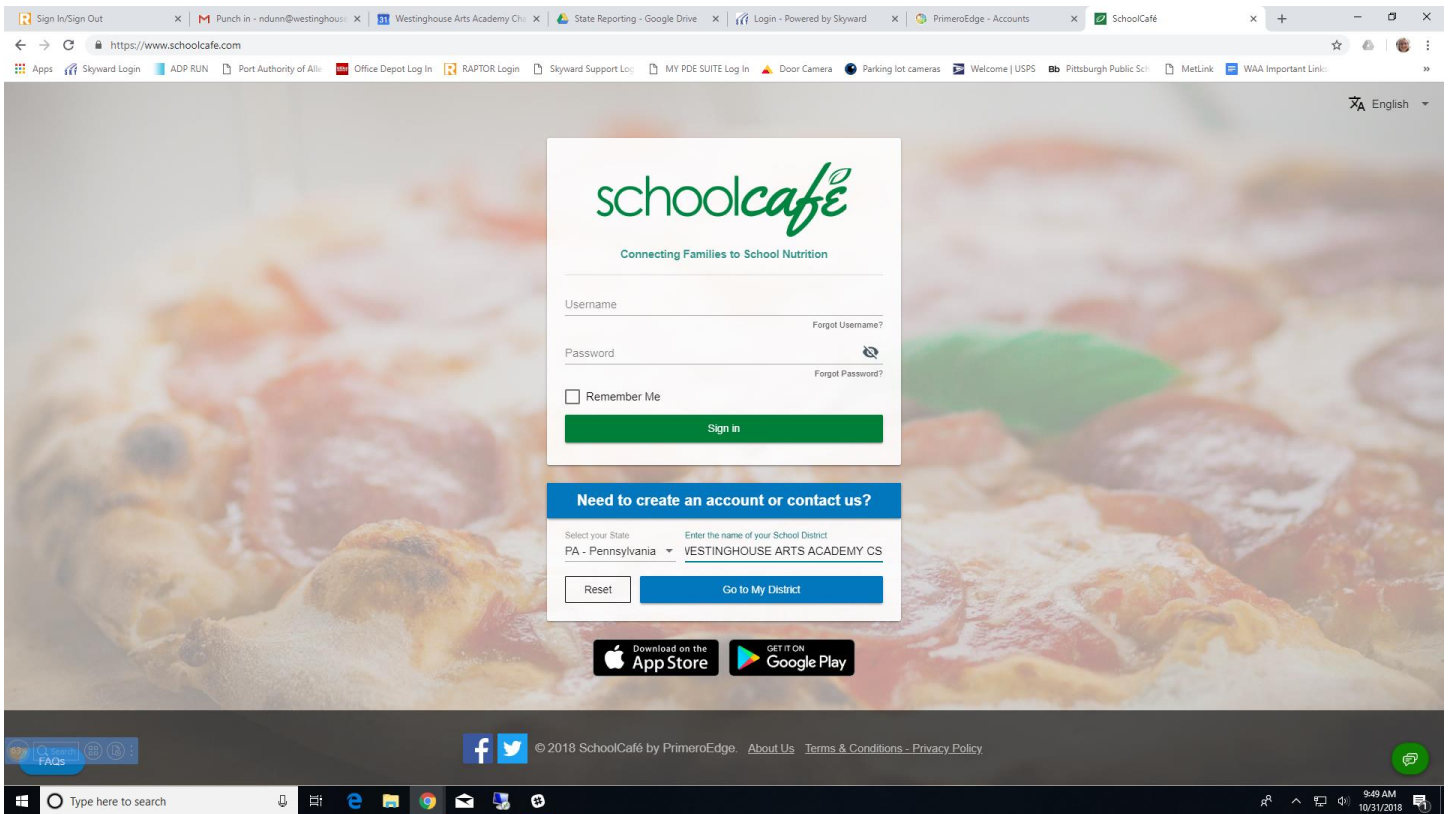 Sign In/Sign Out
Punch in - ndunn@westinghouse
Westinghouse Arts Academy Cha
State Reporting - Google Drive
Login - Powered by Skyward
PrimeroEdge - Accounts
SchoolCafé
https://www.schoolcafe.com
Apps Skyward Login ADP RUN Port Authority of Alle Office Depot Log In RAPTOR Login Skyward Support Log MY PDE SUITE Log In Door Camera Parking lot cameras Welcome | USPS Bb Pittsburgh Public Sch MetLink WAA Important Links
English
schoolcafé
Connecting Families to School Nutrition
Username
Forgot Username?
Password
Forgot Password?
Remember Me
Sign in
Need to create an account or contact us?
Select your State Enter the name of your School District
PA - Pennsylvania WESTINGHOUSE ARTS ACADEMY CS
Reset Go to My District
Download on the App Store
GET IT ON Google Play
Search
FAQs
© 2018 SchoolCafé by PrimeroEdge. About Us Terms & Conditions - Privacy Policy
Type here to search
9:49 AM
10/31/2018